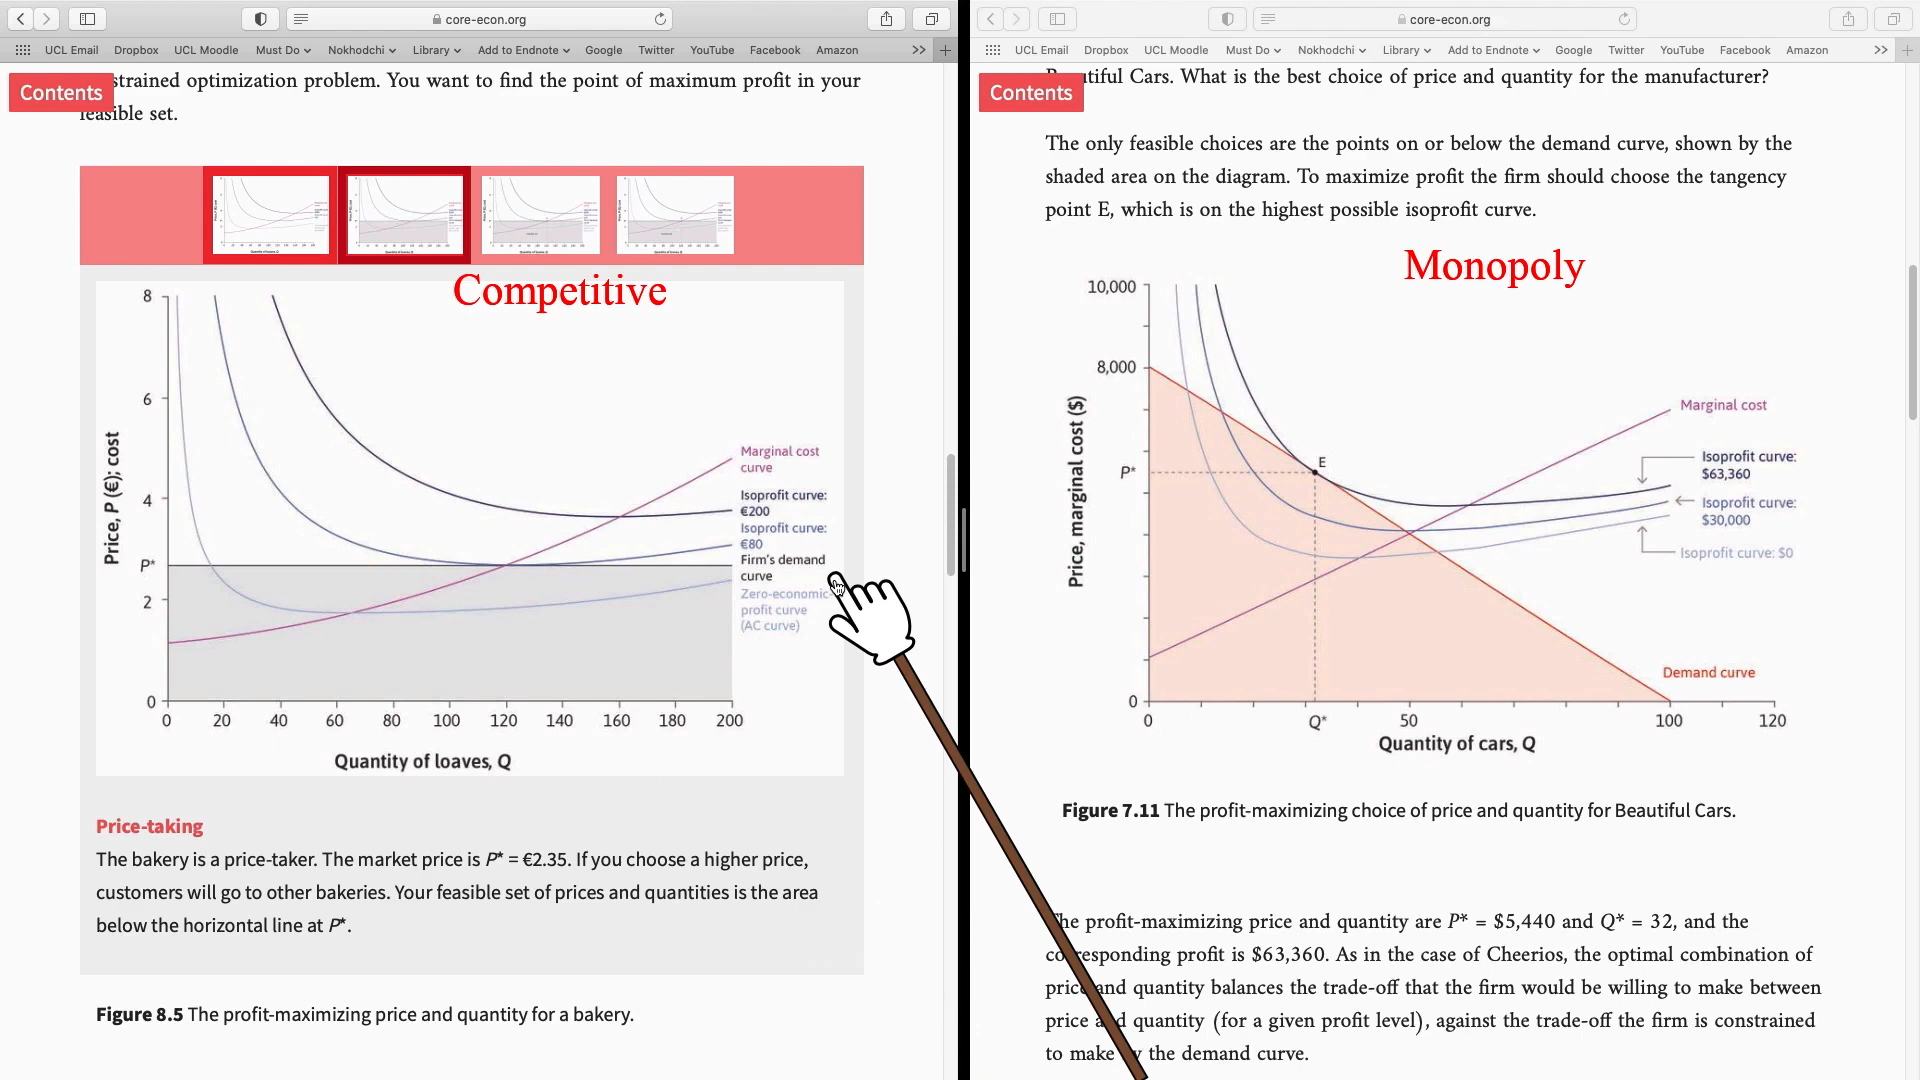 core-econ.org
UCL Email Dropbox UCL Moodle Must Do Nokhodchi Library Add to Endnote Google Twitter YouTube Facebook Amazon
Contents
strained optimization problem. You want to find the point of maximum profit in your
feasible set.
Competitive
8
6
4
P*
2
0
Price, P (€); cost
Marginal cost
curve
Isoprofit curve:
€200
Isoprofit curve:
€80
Firm's demand
curve
Zero-economic-
profit curve
(AC curve)
0 20 40 60 80 100 120 140 160 180 200
Quantity of loaves, Q
Price-taking
The bakery is a price-taker. The market price is P* = €2.35. If you choose a higher price,
customers will go to other bakeries. Your feasible set of prices and quantities is the area
below the horizontal line at P*.
Figure 8.5 The profit-maximizing price and quantity for a bakery.
core-econ.org
UCL Email Dropbox UCL Moodle Must Do Nokhodchi Library Add to Endnote Google Twitter YouTube Facebook Amazon
Contents
Beautiful Cars. What is the best choice of price and quantity for the manufacturer?
The only feasible choices are the points on or below the demand curve, shown by the
shaded area on the diagram. To maximize profit the firm should choose the tangency
point E, which is on the highest possible isoprofit curve.
Monopoly
10,000
8,000
P*
0
Price, marginal cost ($)
E
Marginal cost
Isoprofit curve:
$63,360
Isoprofit curve:
$30,000
Isoprofit curve: $0
Demand curve
0 Q* 50 100 120
Quantity of cars, Q
Figure 7.11 The profit-maximizing choice of price and quantity for Beautiful Cars.
The profit-maximizing price and quantity are P* = $5,440 and Q* = 32, and the
corresponding profit is $63,360. As in the case of Cheerios, the optimal combination of
price and quantity balances the trade-off that the firm would be willing to make between
price and quantity (for a given profit level), against the trade-off the firm is constrained
to make by the demand curve.